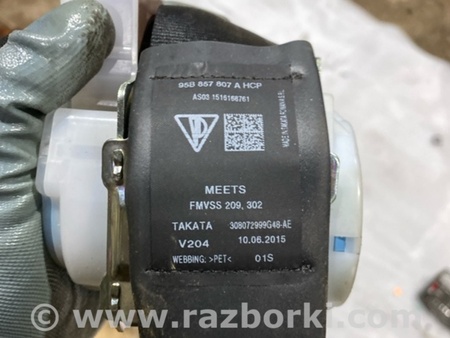 95B 857 807 A HCP
AS03 1516166761
MEETS
FMVSS 209, 302
TAKATA 308072999G48-AE
V204 10.06.2015
WEBBING: >PET< 01S
www.razborki.com